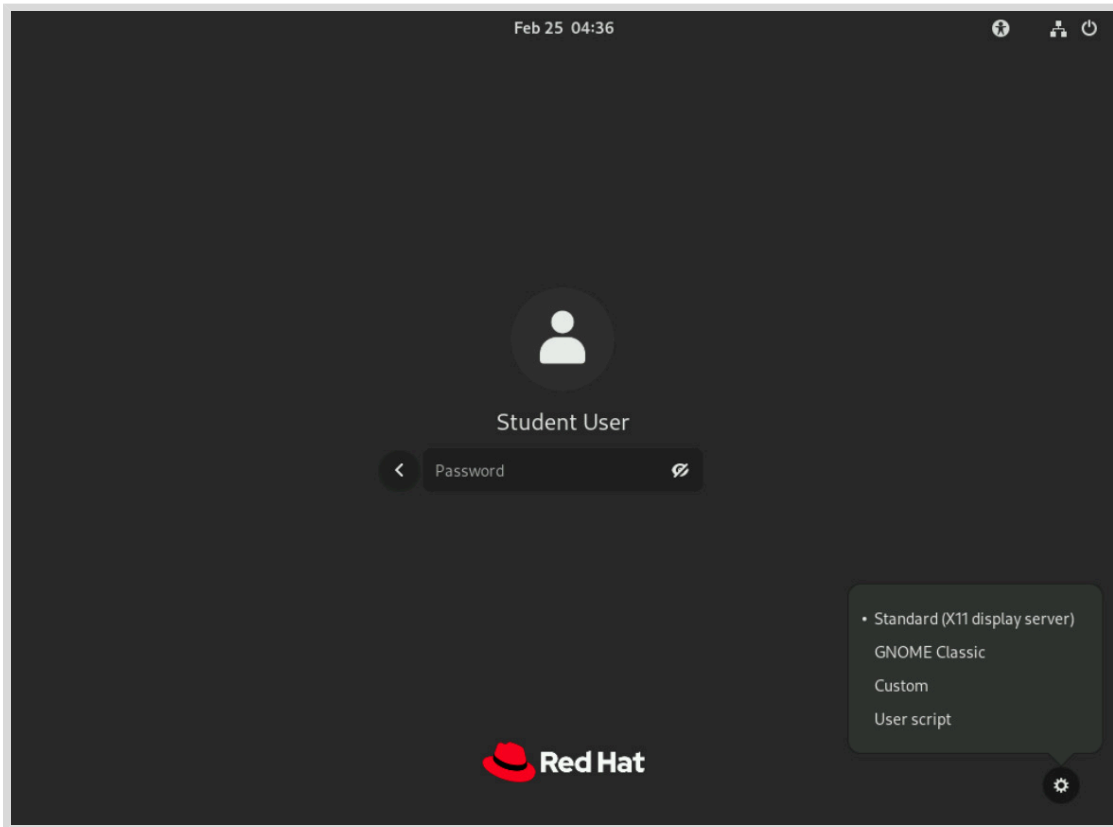 Feb 25 04:36
Student User
Password
• Standard (X11 display server)
GNOME Classic
Custom
User script
Red Hat